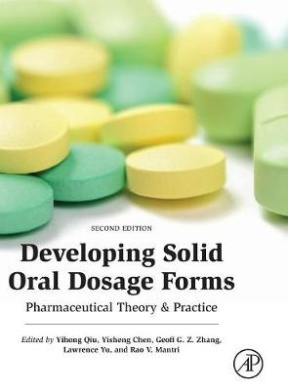 SECOND EDITION
Developing Solid
Oral Dosage Forms
Pharmaceutical Theory & Practice
Edited by Yihong Qiu, Yisheng Chen, Geoff G. Z. Zhang,
Lawrence Yu, and Rao V. Mantri
AP